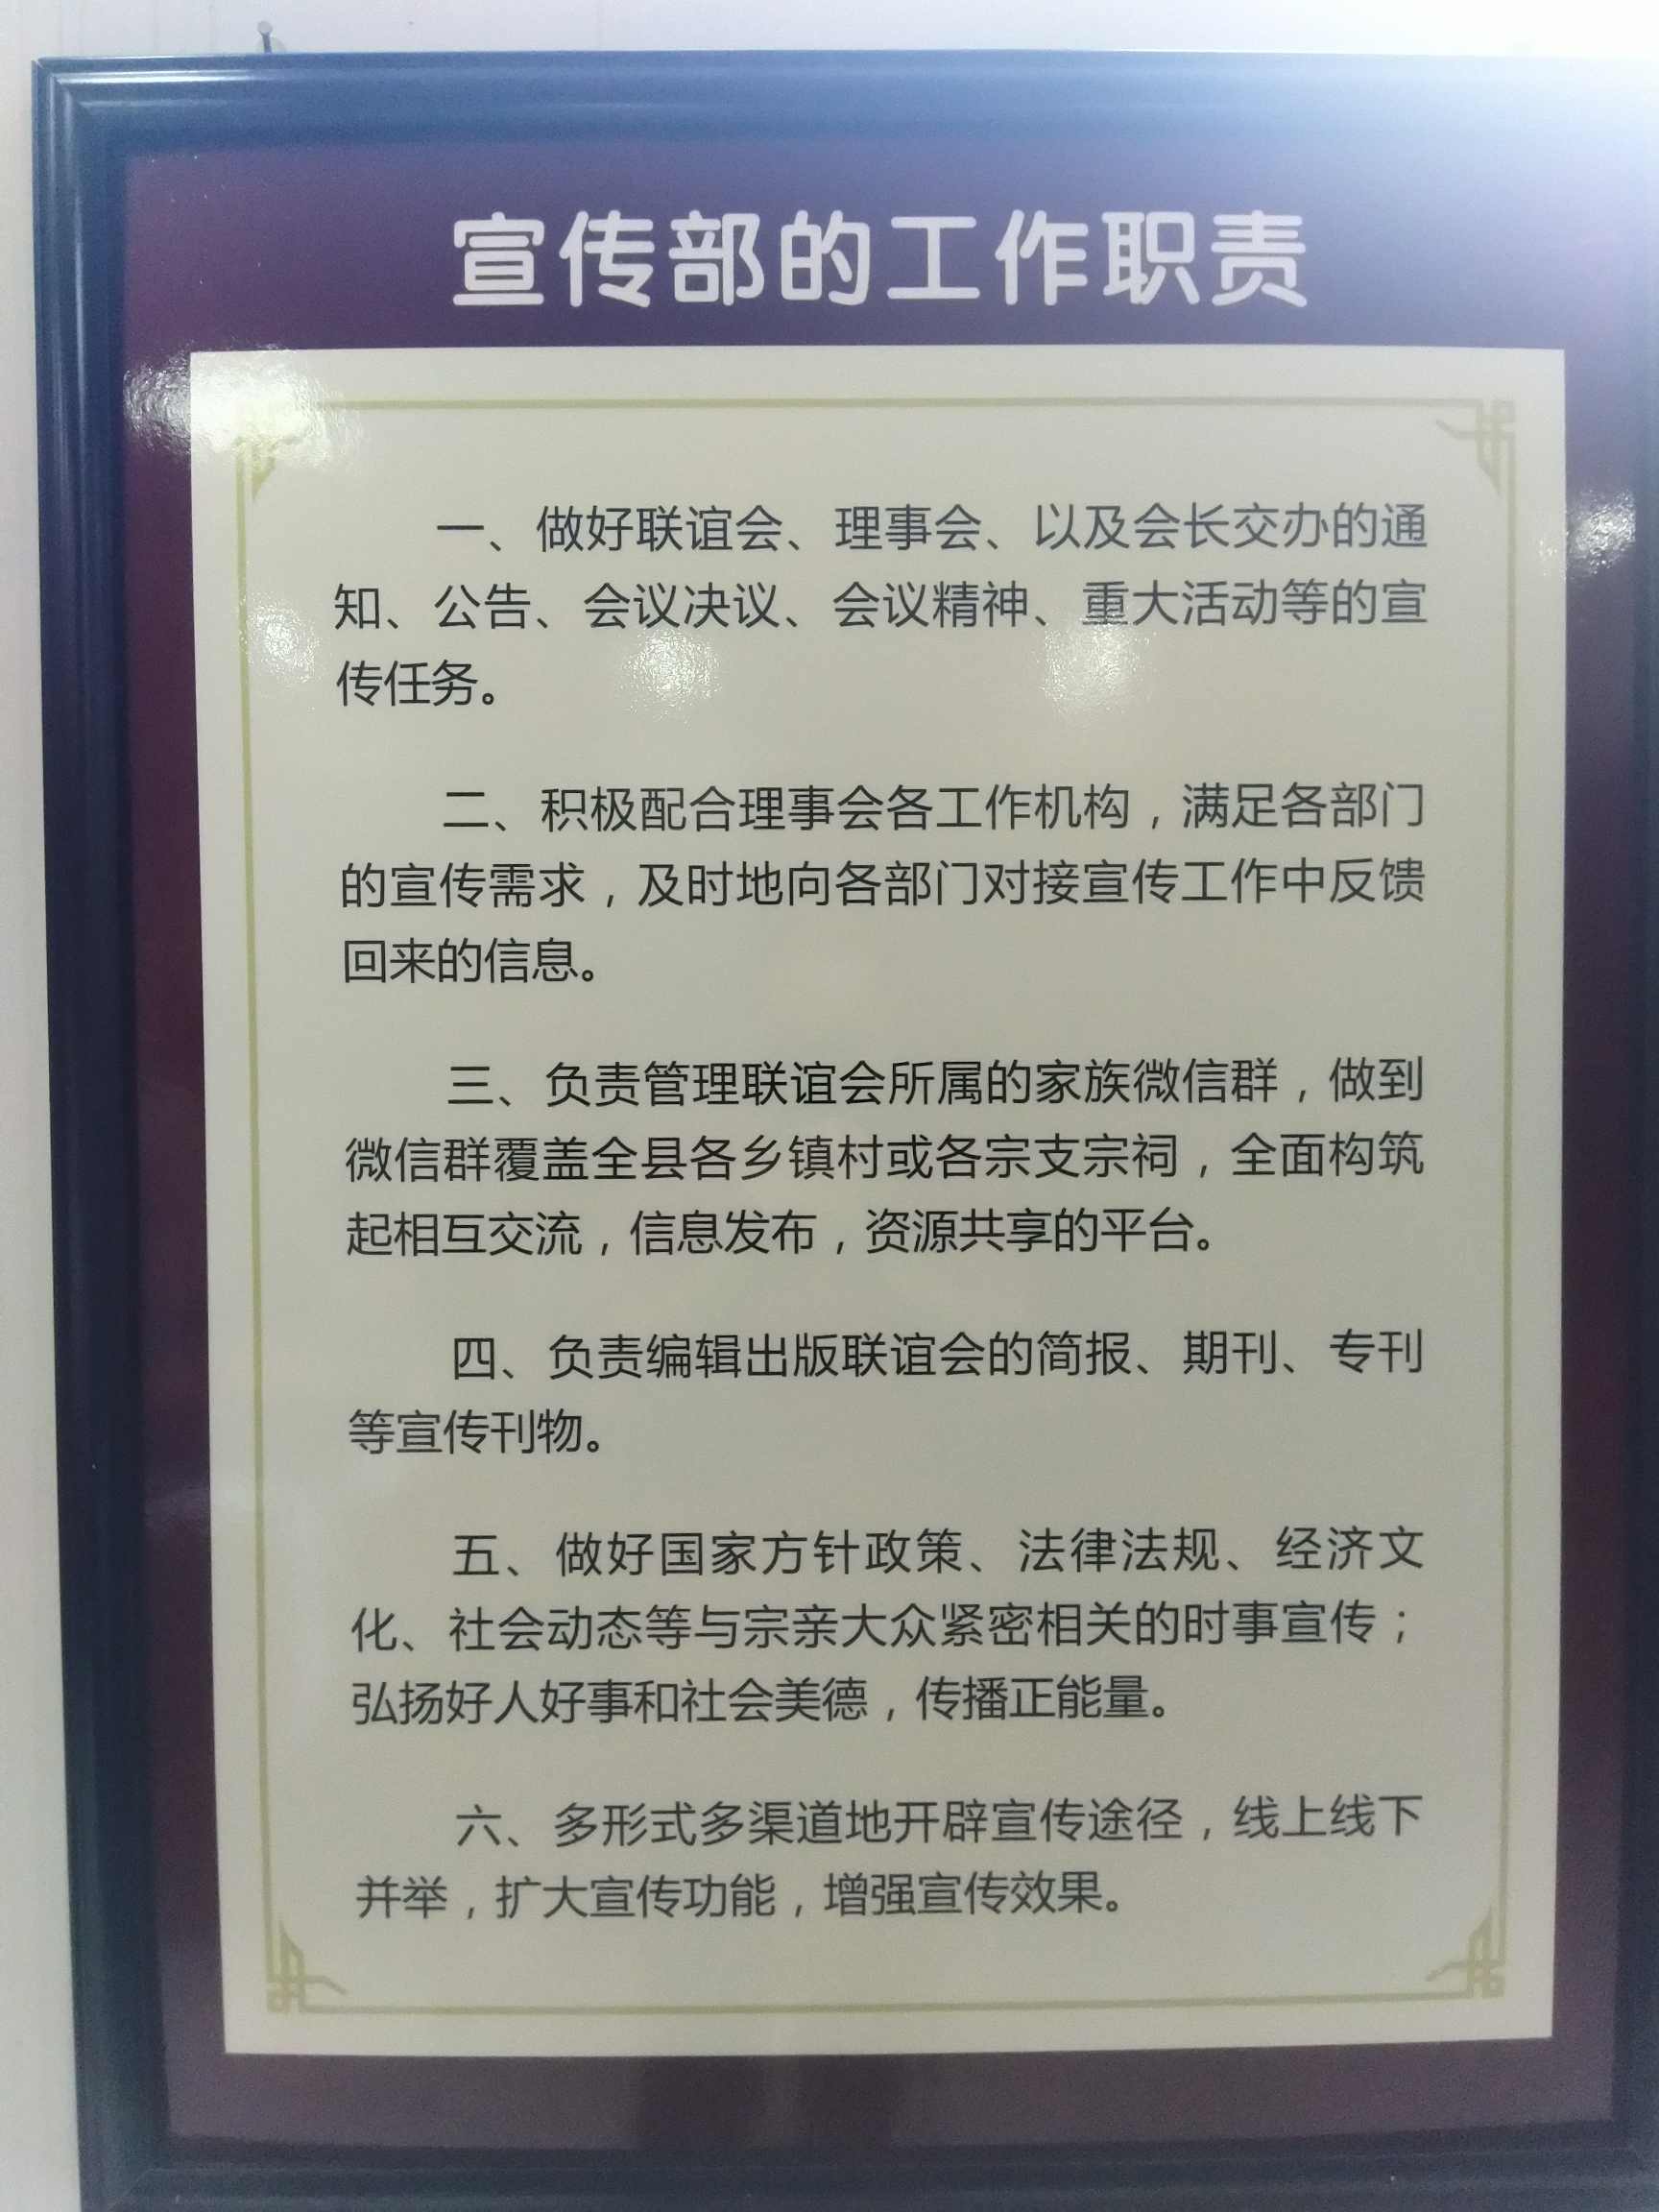 宣传部的工作职责
一、做好联谊会、理事会、以及会长交办的通
知、公告、会议决议、会议精神、重大活动等的宣
传任务。
二、积极配合理事会各工作机构，满足各部门
的宣传需求，及时地向各部门对接宣传工作中反馈
回来的信息。
三、负责管理联谊会所属的家族微信群，做到
微信群覆盖全县各乡镇村或各宗支宗祠，全面构筑
起相互交流，信息发布，资源共享的平台。
四、负责编辑出版联谊会的简报、期刊、专刊
等宣传刊物。
五、做好国家方针政策、法律法规、经济文
化、社会动态等与宗亲大众紧密相关的时事宣传；
弘扬好人好事和社会美德，传播正能量。
六、多形式多渠道地开辟宣传途径，线上线下
并举，扩大宣传功能，增强宣传效果。